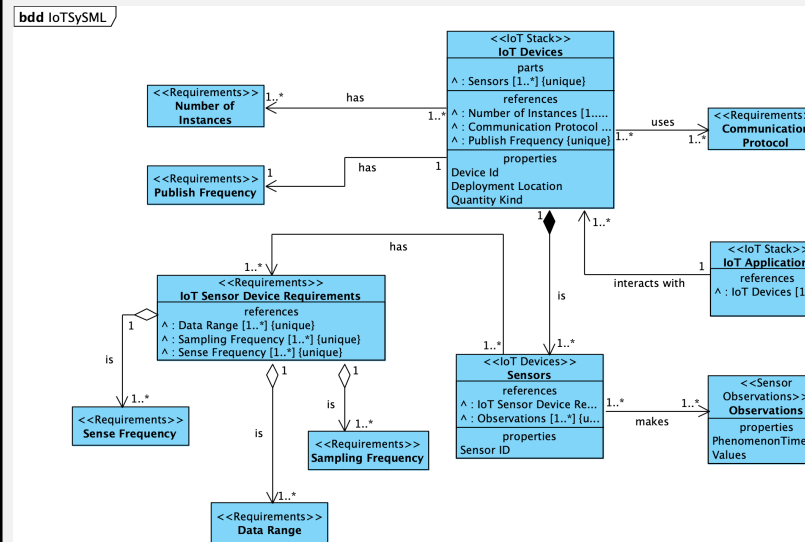 bdd IoTSySML
<<IoT Stack>>
IoT Devices
parts
^ : Sensors [1..*] {unique}
references
^ : Number of Instances [1.....
^ : Communication Protocol ...
^ : Publish Frequency {unique}
properties
Device Id
Deployment Location
Quantity Kind
<<Requirements>>
Number of
Instances
1..*
has
1..*
<<Requirements>>
Publish Frequency
1
has
1
1..*
uses
1..*
<<Requirements>>
Communication
Protocol
1
is
1..*
1..*
interacts with
1
<<IoT Stack>>
IoT Application
references
^ : IoT Devices [1
has
1..*
1..*
<<Requirements>>
IoT Sensor Device Requirements
references
^ : Data Range [1..*] {unique}
^ : Sampling Frequency [1..*] {unique}
^ : Sense Frequency [1..*] {unique}
1
is
1..*
<<Requirements>>
Sense Frequency
1
is
1..*
<<Requirements>>
Data Range
1
is
1..*
<<Requirements>>
Sampling Frequency
<<IoT Devices>>
Sensors
references
^ : IoT Sensor Device Re...
^ : Observations [1..*] {u...
properties
Sensor ID
1..*
makes
1..*
<<Sensor
Observations>>
Observations
properties
PhenomenonTime
Values